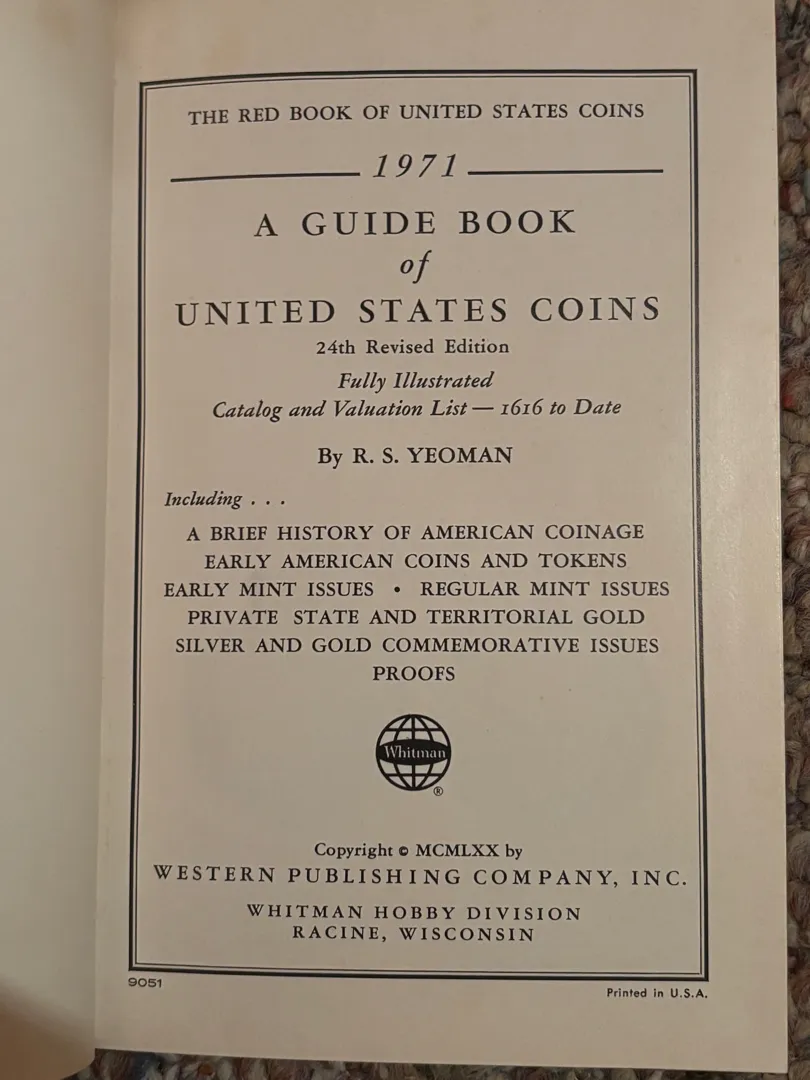 THE RED BOOK OF UNITED STATES COINS
1971
A GUIDE BOOK
of
UNITED STATES COINS
24th Revised Edition
Fully Illustrated
Catalog and Valuation List — 1616 to Date
By R. S. YEOMAN
Including . . .
A BRIEF HISTORY OF AMERICAN COINAGE
EARLY AMERICAN COINS AND TOKENS
EARLY MINT ISSUES • REGULAR MINT ISSUES
PRIVATE STATE AND TERRITORIAL GOLD
SILVER AND GOLD COMMEMORATIVE ISSUES
PROOFS
Whitman
®
Copyright © MCMLXX by
WESTERN PUBLISHING COMPANY, INC.
WHITMAN HOBBY DIVISION
RACINE, WISCONSIN
9051
Printed in U.S.A.